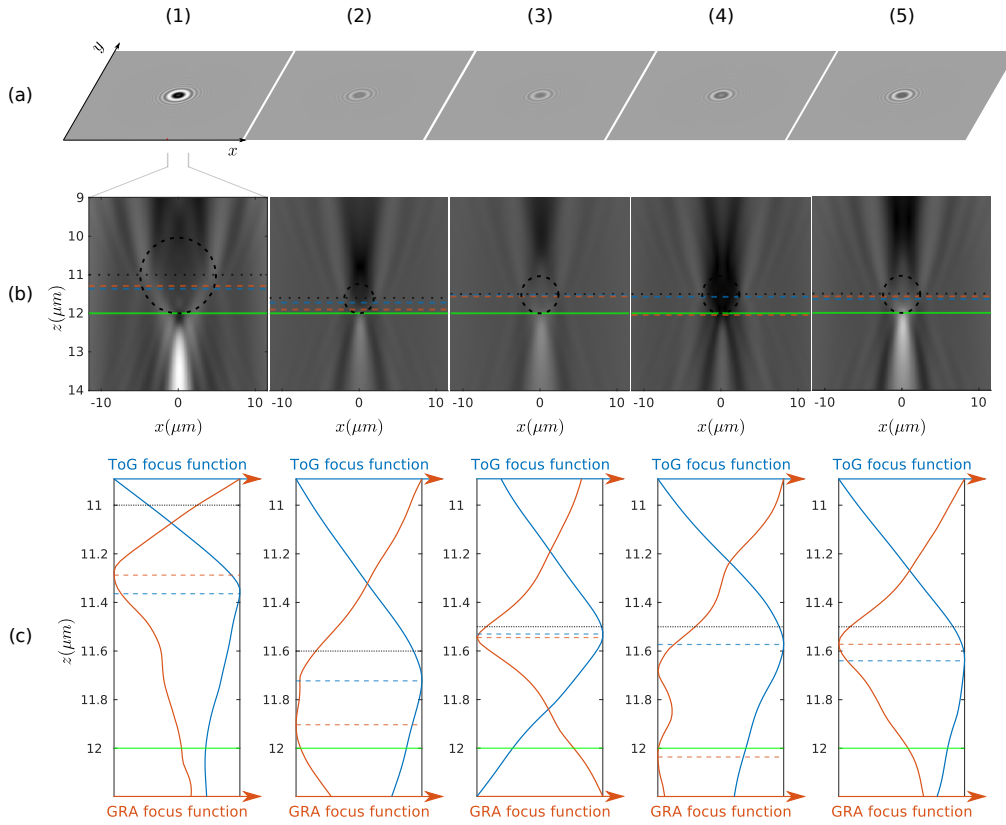 (1) (2) (3) (4) (5)
(a)
y
x
(b)
z(μm)
9
10
11
12
13
14
-10 0 10
-10 0 10
-10 0 10
-10 0 10
-10 0 10
x(μm) x(μm) x(μm) x(μm) x(μm)
ToG focus function ToG focus function ToG focus function ToG focus function ToG focus function
(c)
z(μm)
11 11 11 11 11
11.2 11.2 11.2 11.2 11.2
11.4 11.4 11.4 11.4 11.4
11.6 11.6 11.6 11.6 11.6
11.8 11.8 11.8 11.8 11.8
12 12 12 12 12
GRA focus function GRA focus function GRA focus function GRA focus function GRA focus function